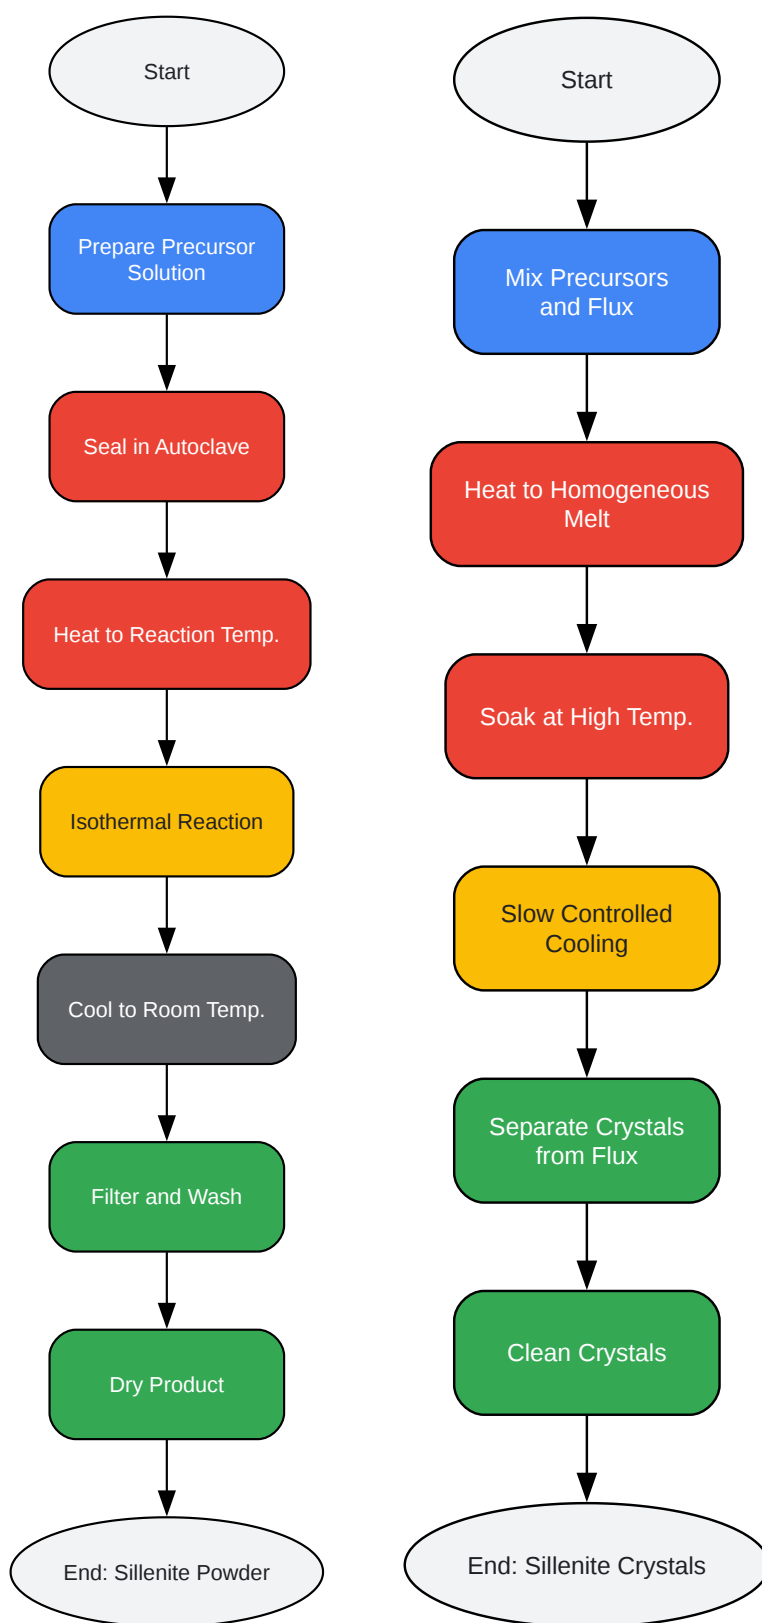 Start
Prepare Precursor
Solution
Seal in Autoclave
Heat to Reaction Temp.
Isothermal Reaction
Cool to Room Temp.
Filter and Wash
Dry Product
End: Sillenite Powder
Start
Mix Precursors
and Flux
Heat to Homogeneous
Melt
Soak at High Temp.
Slow Controlled
Cooling
Separate Crystals
from Flux
Clean Crystals
End: Sillenite Crystals